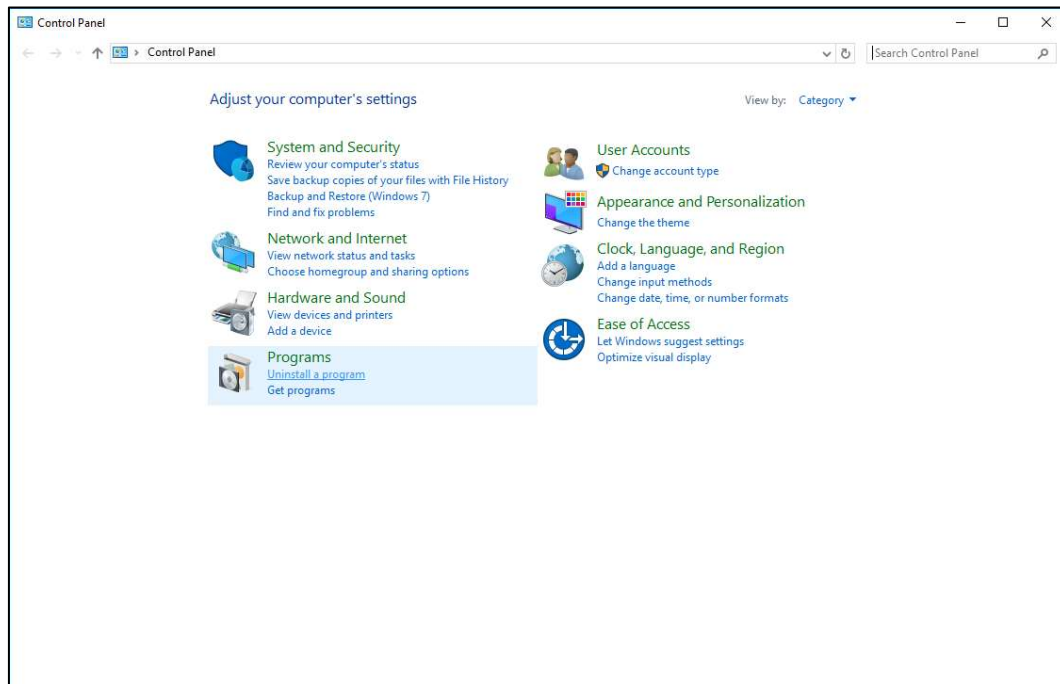 Control Panel
Control Panel
Search Control Panel
Adjust your computer's settings
View by: Category
System and Security
Review your computer's status
Save backup copies of your files with File History
Backup and Restore (Windows 7)
Find and fix problems
Network and Internet
View network status and tasks
Choose homegroup and sharing options
Hardware and Sound
View devices and printers
Add a device
Programs
Uninstall a program
Get programs
User Accounts
Change account type
Appearance and Personalization
Change the theme
Clock, Language, and Region
Add a language
Change input methods
Change date, time, or number formats
Ease of Access
Let Windows suggest settings
Optimize visual display